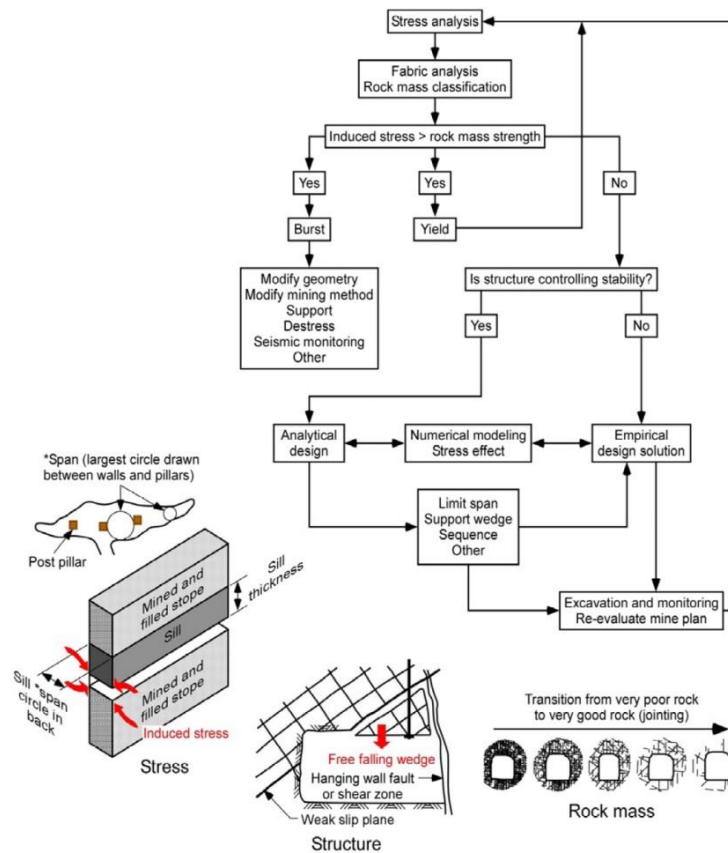 Stress analysis
Fabric analysis
Rock mass classification
Induced stress > rock mass strength
Yes
Yes
No
Burst
Yield
Modify geometry
Modify mining method
Support
Destress
Seismic monitoring
Other
Is structure controlling stability?
Yes
No
Analytical
design
Numerical modeling
Stress effect
Empirical
design solution
Limit span
Support wedge
Sequence
Other
Excavation and monitoring
Re-evaluate mine plan
*Span (largest circle drawn
between walls and pillars)
Post pillar
Mined and
filled stope
Sill
thickness
Sill
Mined and
filled stope
Sill *span
circle in
back
Induced stress
Stress
Free falling wedge
Hanging wall fault
or shear zone
Weak slip plane
Structure
Transition from very poor rock
to very good rock (jointing)
Rock mass